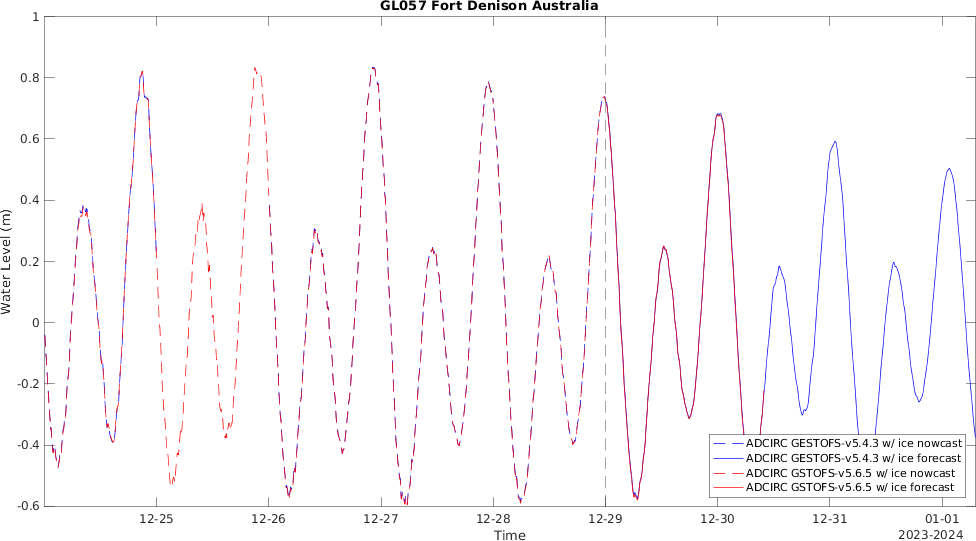 GL057 Fort Denison Australia
1
0.8
0.6
0.4
0.2
0
-0.2
-0.4
-0.6
Water Level (m)
ADCIRC GESTOFS-v5.4.3 w/ ice nowcast
ADCIRC GESTOFS-v5.4.3 w/ ice forecast
ADCIRC GSTOFS-v5.6.5 w/ ice nowcast
ADCIRC GSTOFS-v5.6.5 w/ ice forecast
12-25 12-26 12-27 12-28 12-29 12-30 12-31 01-01
Time
2023-2024